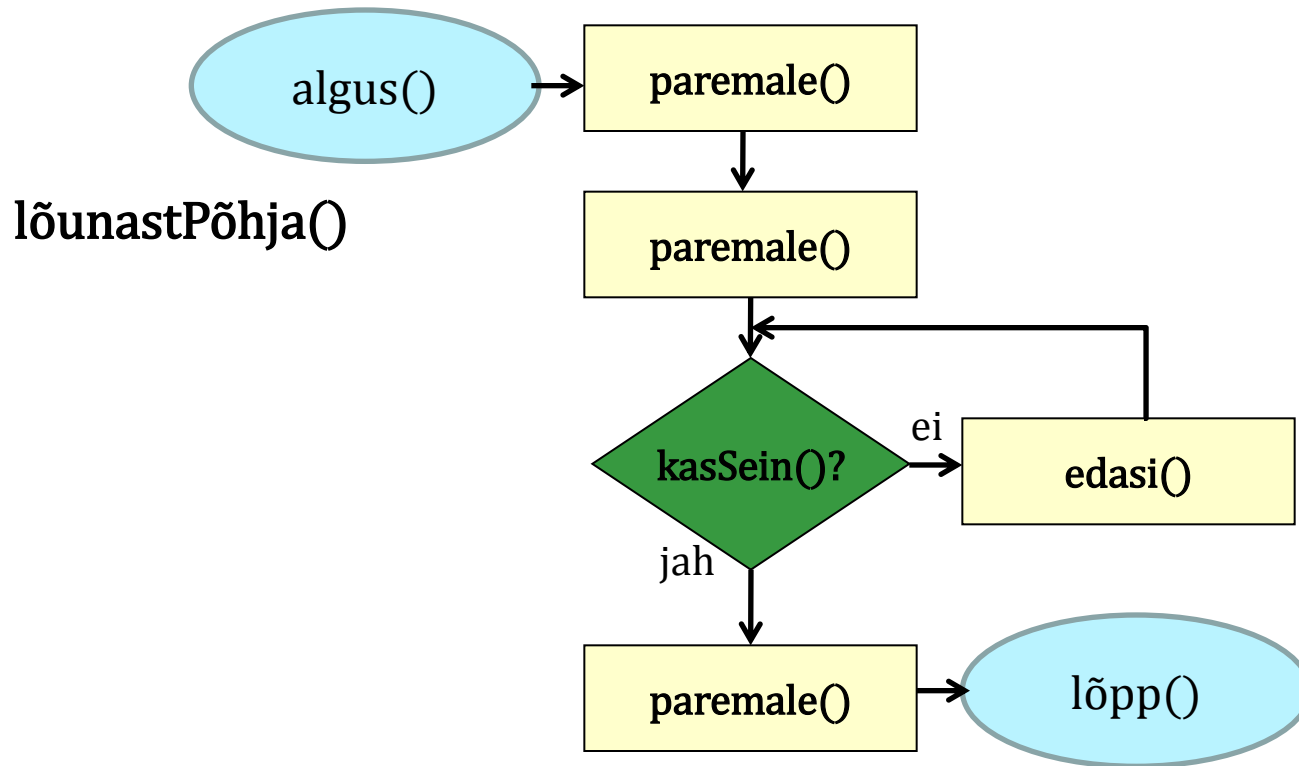 algus()
paremale()
lõunastPõhja()
paremale()
kasSein()?
ei
edasi()
jah
paremale()
lõpp()